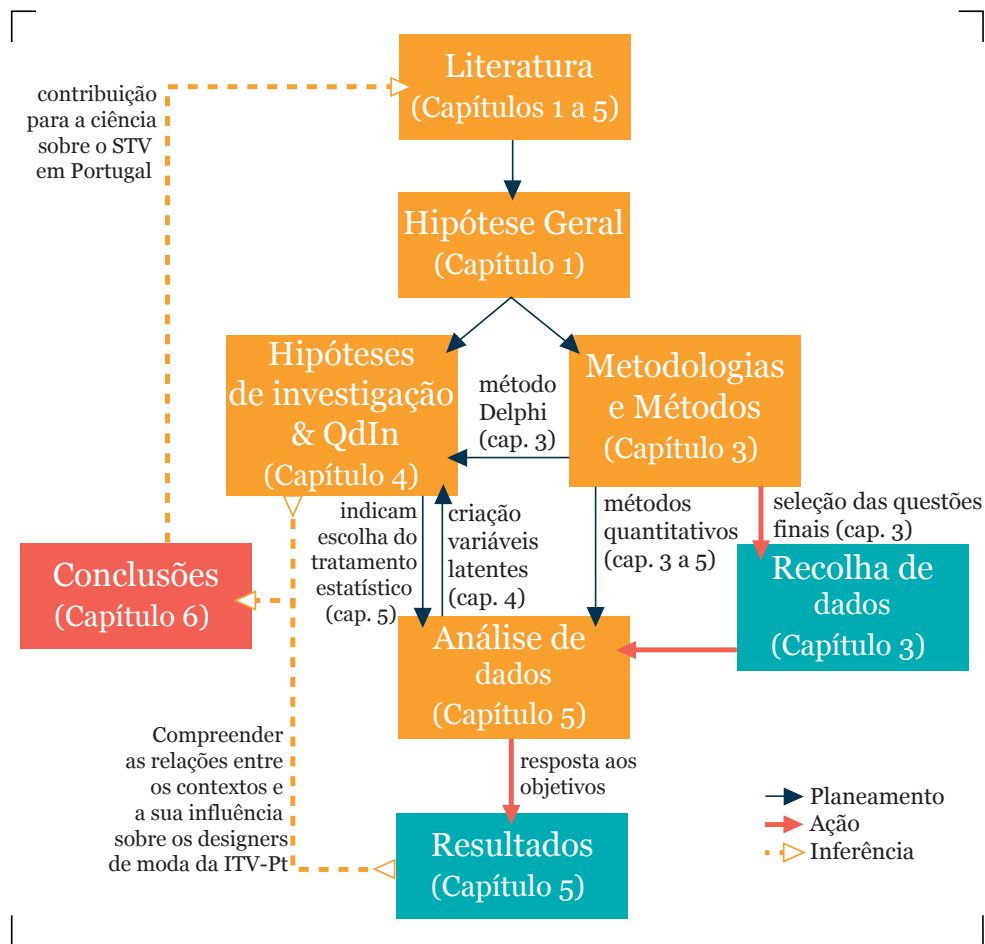 Literatura
(Capítulos 1 a 5)
contribuição
para a ciência
sobre o STV
em Portugal
Hipótese Geral
(Capítulo 1)
Hipóteses
de investigação
& QdIn
(Capítulo 4)
método
Delphi
(cap. 3)
Metodologias
e Métodos
(Capítulo 3)
indicam
escolha do
tratamento
estatístico
(cap. 5)
criação
variáveis
latentes
(cap. 4)
métodos
quantitativos
(cap. 3 a 5)
seleção das questões
finais (cap. 3)
Conclusões
(Capítulo 6)
Recolha de
dados
(Capítulo 3)
Análise de
dados
(Capítulo 5)
Compreender
as relações entre
os contextos e
a sua influência
sobre os designers
de moda da ITV-Pt
resposta aos
objetivos
Resultados
(Capítulo 5)
Planeamento
Ação
Inferência